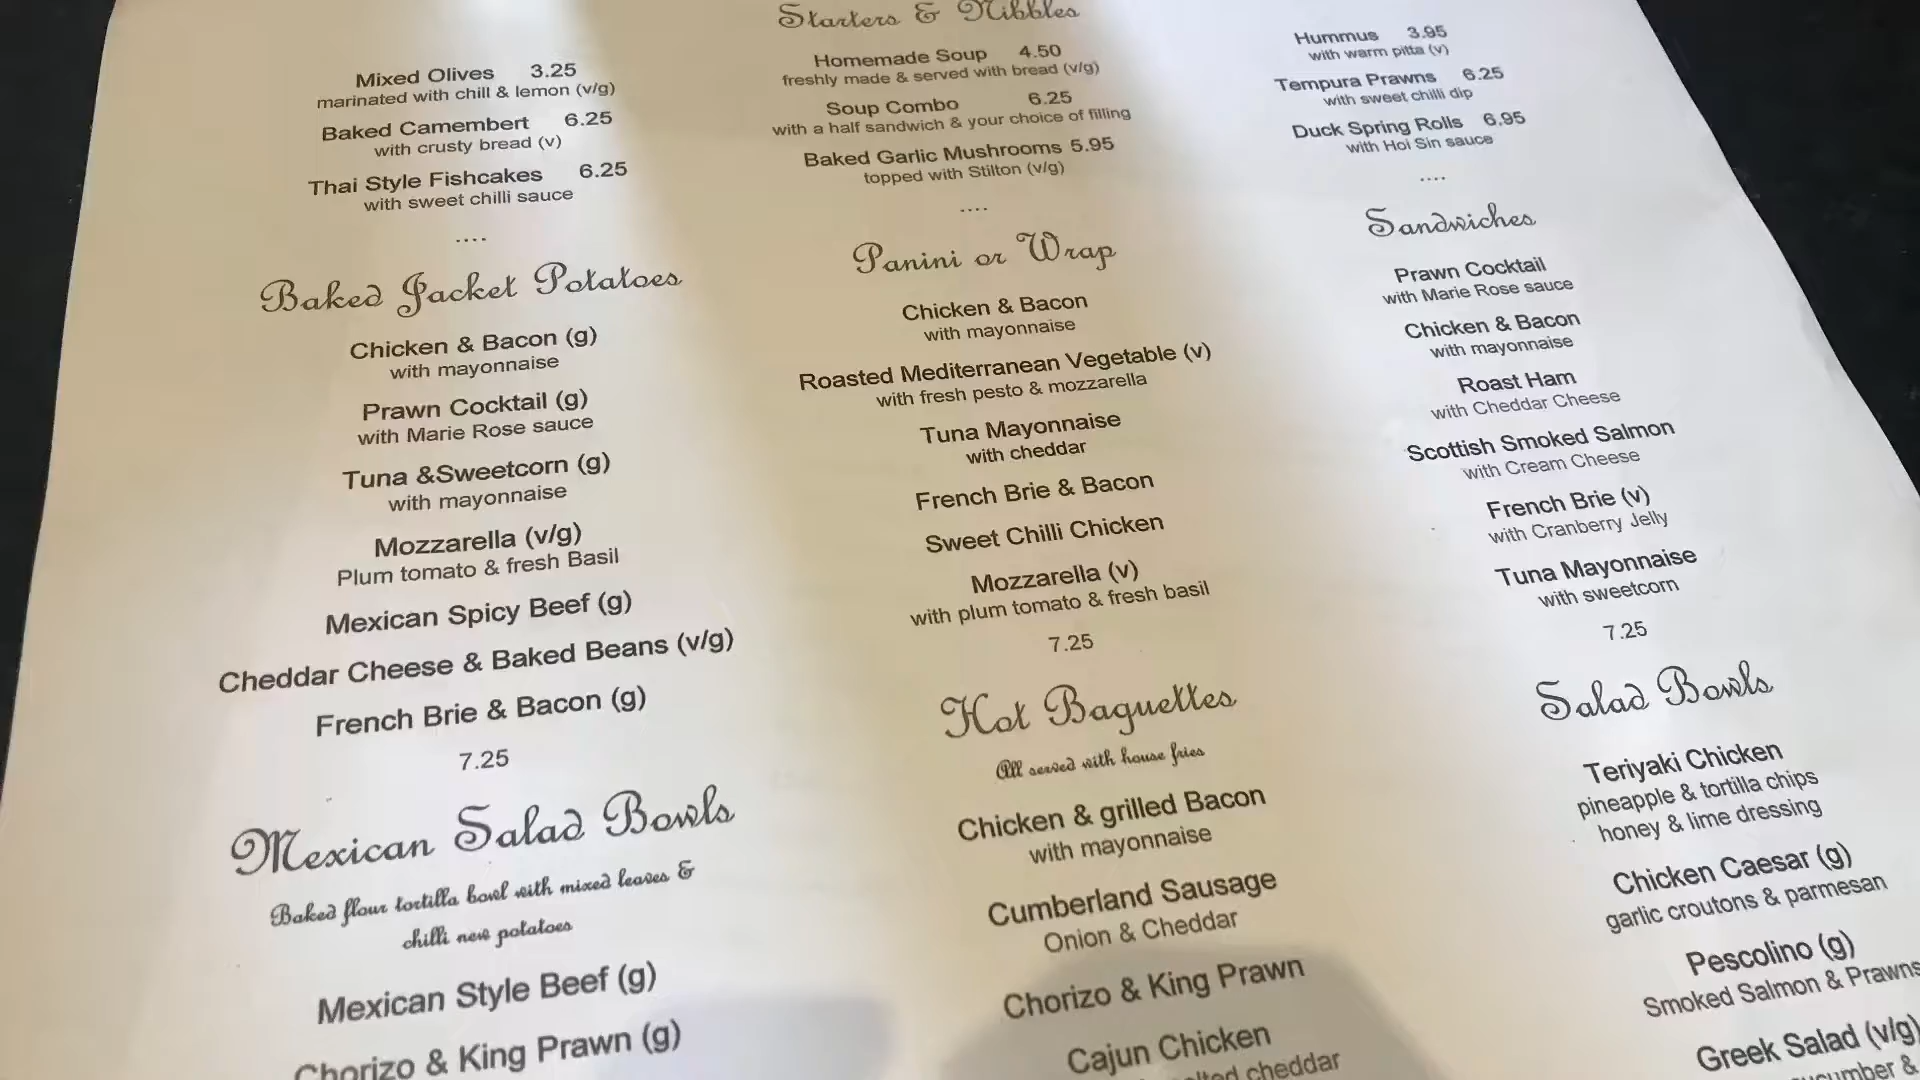 Starters & Nibbles
Mixed Olives 3.25
marinated with chill & lemon (v/g)
Baked Camembert 6.25
with crusty bread (v)
Thai Style Fishcakes 6.25
with sweet chilli sauce
....
Homemade Soup 4.50
freshly made & served with bread (v/g)
Soup Combo 6.25
with a half sandwich & your choice of filling
Baked Garlic Mushrooms 5.95
topped with Stilton (v/g)
....
Hummus 3.95
with warm pitta (v)
Tempura Prawns 6.25
with sweet chilli dip
Duck Spring Rolls 6.95
with Hoi Sin sauce
....
Baked Jacket Potatoes
Chicken & Bacon (g)
with mayonnaise
Prawn Cocktail (g)
with Marie Rose sauce
Tuna &Sweetcorn (g)
with mayonnaise
Mozzarella (v/g)
Plum tomato & fresh Basil
Mexican Spicy Beef (g)
Cheddar Cheese & Baked Beans (v/g)
French Brie & Bacon (g)
7.25
Mexican Salad Bowls
Baked flour tortilla bowl with mixed leaves &
chilli new potatoes
Mexican Style Beef (g)
Chorizo & King Prawn (g)
Panini or Wrap
Chicken & Bacon
with mayonnaise
Roasted Mediterranean Vegetable (v)
with fresh pesto & mozzarella
Tuna Mayonnaise
with cheddar
French Brie & Bacon
Sweet Chilli Chicken
Mozzarella (v)
with plum tomato & fresh basil
7.25
Hot Baguettes
All served with house fries
Chicken & grilled Bacon
with mayonnaise
Cumberland Sausage
Onion & Cheddar
Chorizo & King Prawn
Cajun Chicken
cheddar
Sandwiches
Prawn Cocktail
with Marie Rose sauce
Chicken & Bacon
with mayonnaise
Roast Ham
with Cheddar Cheese
Scottish Smoked Salmon
with Cream Cheese
French Brie (v)
with Cranberry Jelly
Tuna Mayonnaise
with sweetcorn
7.25
Salad Bowls
Teriyaki Chicken
pineapple & tortilla chips
honey & lime dressing
Chicken Caesar (g)
garlic croutons & parmesan
Pescolino (g)
Smoked Salmon & Prawns
Greek Salad (v/g)
&